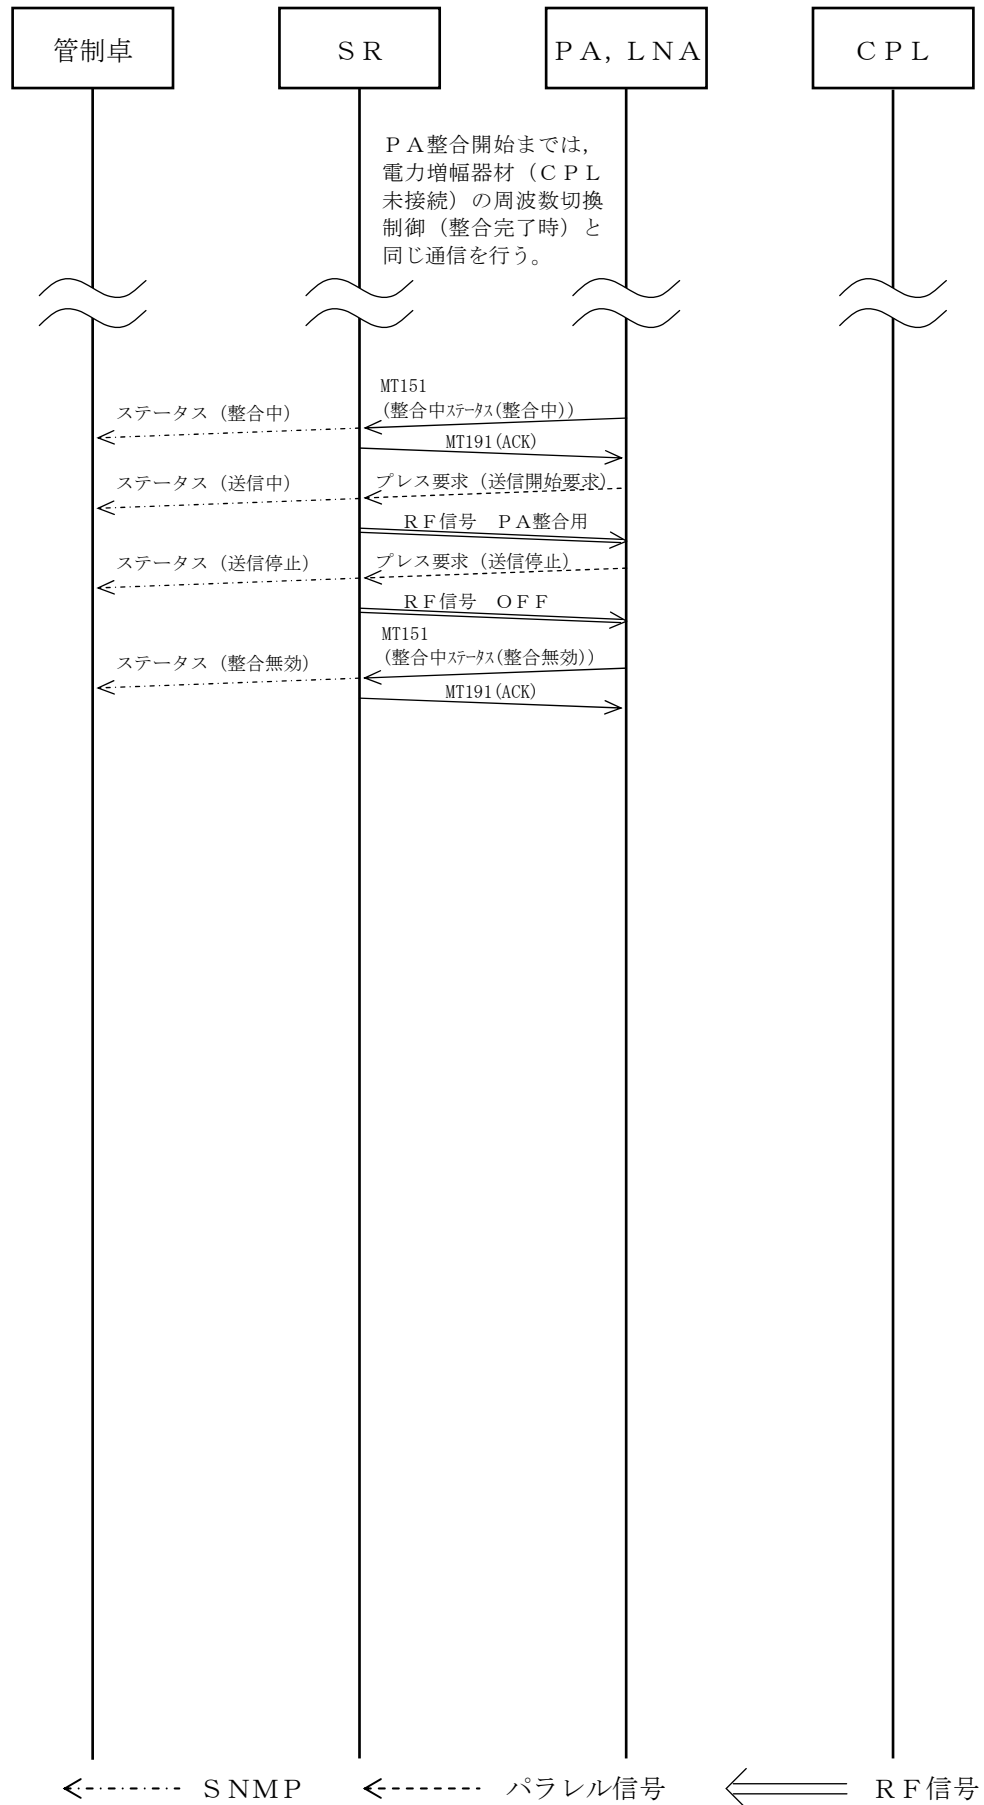 管制卓
ＳＲ
ＰＡ，ＬＮＡ
ＣＰＬ
ＰＡ整合開始までは，
電力増幅器材（ＣＰＬ
未接続）の周波数切換
制御（整合完了時）と
同じ通信を行う。
MT151
(整合中ｽﾃｰﾀｽ(整合中))
ステータス（整合中）
MT191(ACK)
ステータス（送信中）
プレス要求（送信開始要求）
ＲＦ信号　ＰＡ整合用
ステータス（送信停止）
プレス要求（送信停止）
ＲＦ信号　ＯＦＦ
MT151
(整合中ｽﾃｰﾀｽ(整合無効))
ステータス（整合無効）
MT191(ACK)
ＳＮＭＰ
パラレル信号
ＲＦ信号